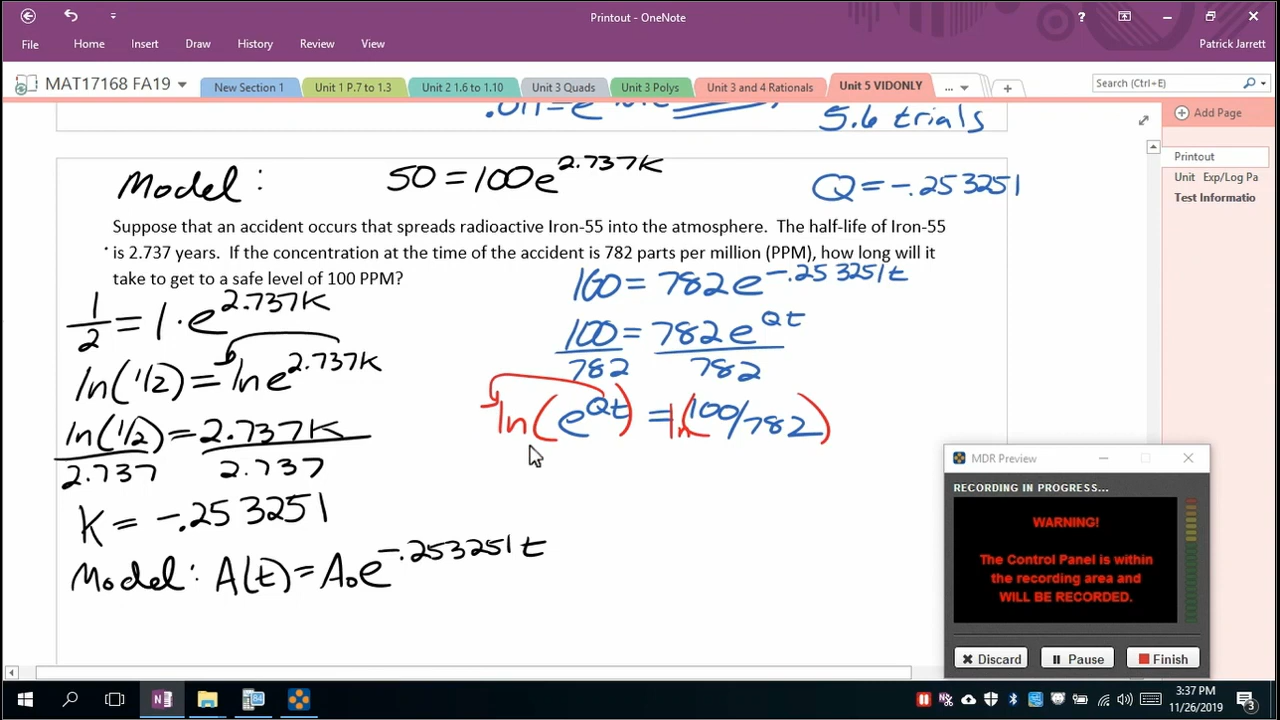 Printout - OneNote
File Home Insert Draw History Review View
Patrick Jarrett
MAT17168 FA19
New Section 1
Unit 1 P.7 to 1.3
Unit 2 1.6 to 1.10
Unit 3 Quads
Unit 3 Polys
Unit 3 and 4 Rationals
Unit 5 VIDONLY
...
Search (Ctrl+E)
Add Page
Printout
Unit Exp/Log Pa
Test Informatio
5.6 trials
Model: 50 = 100e^2.737K
Q = -.253251
Suppose that an accident occurs that spreads radioactive Iron-55 into the atmosphere. The half-life of Iron-55
is 2.737 years. If the concentration at the time of the accident is 782 parts per million (PPM), how long will it
take to get to a safe level of 100 PPM?
1/2 = 1·e^2.737K
ln(1/2) = ln e^2.737K
ln(1/2) = 2.737K
2.737 2.737
K = -.253251
Model: A(t) = A₀e^-.253251t
100 = 782e^-.253251t
100 = 782e^Qt
782 782
ln(e^Qt) = ln(100/782)
MDR Preview
RECORDING IN PROGRESS...
WARNING!
The Control Panel is within
the recording area and
WILL BE RECORDED.
Discard
Pause
Finish
3:37 PM
11/26/2019
3